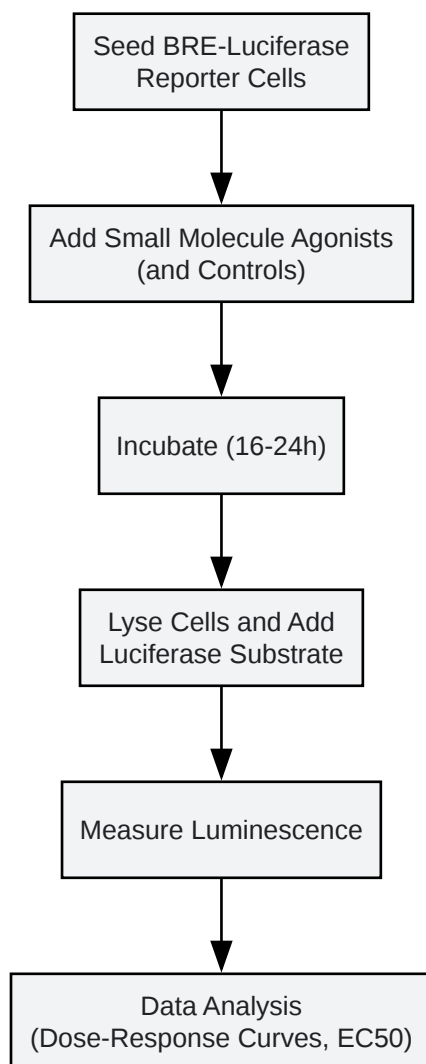 Seed BRE-Luciferase
Reporter Cells
Add Small Molecule Agonists
(and Controls)
Incubate (16-24h)
Lyse Cells and Add
Luciferase Substrate
Measure Luminescence
Data Analysis
(Dose-Response Curves, EC50)